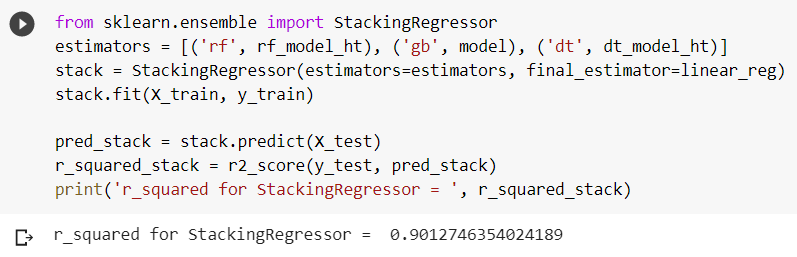 from sklearn.ensemble import StackingRegressor
estimators = [('rf', rf_model_ht), ('gb', model), ('dt', dt_model_ht)]
stack = StackingRegressor(estimators=estimators, final_estimator=linear_reg)
stack.fit(X_train, y_train)
pred_stack = stack.predict(X_test)
r_squared_stack = r2_score(y_test, pred_stack)
print('r_squared for StackingRegressor = ', r_squared_stack)
r_squared for StackingRegressor =  0.9012746354024189